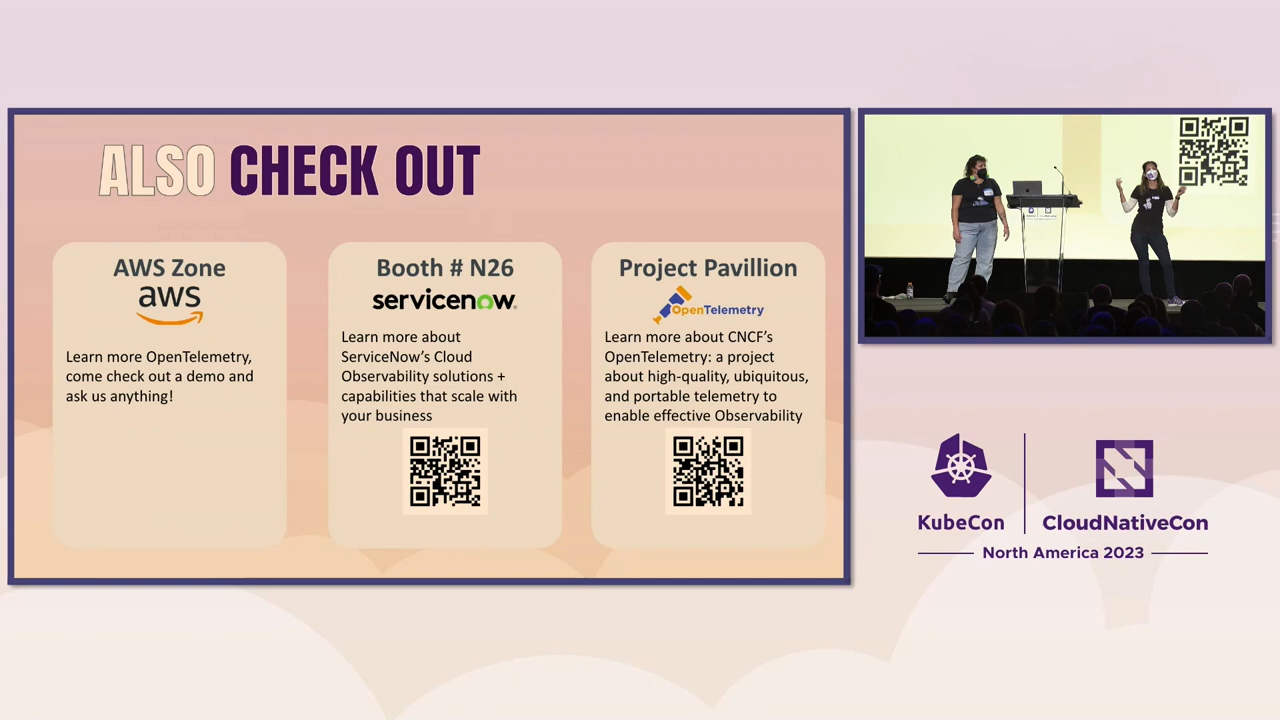 ALSO CHECK OUT
AWS Zone
aws
Learn more OpenTelemetry,
come check out a demo and
ask us anything!
Booth # N26
servicenow
Learn more about
ServiceNow’s Cloud
Observability solutions +
capabilities that scale with
your business
Project Pavillion
OpenTelemetry
Learn more about CNCF’s
OpenTelemetry: a project
about high-quality, ubiquitous,
and portable telemetry to
enable effective Observability
KubeCon
CloudNativeCon
North America 2023